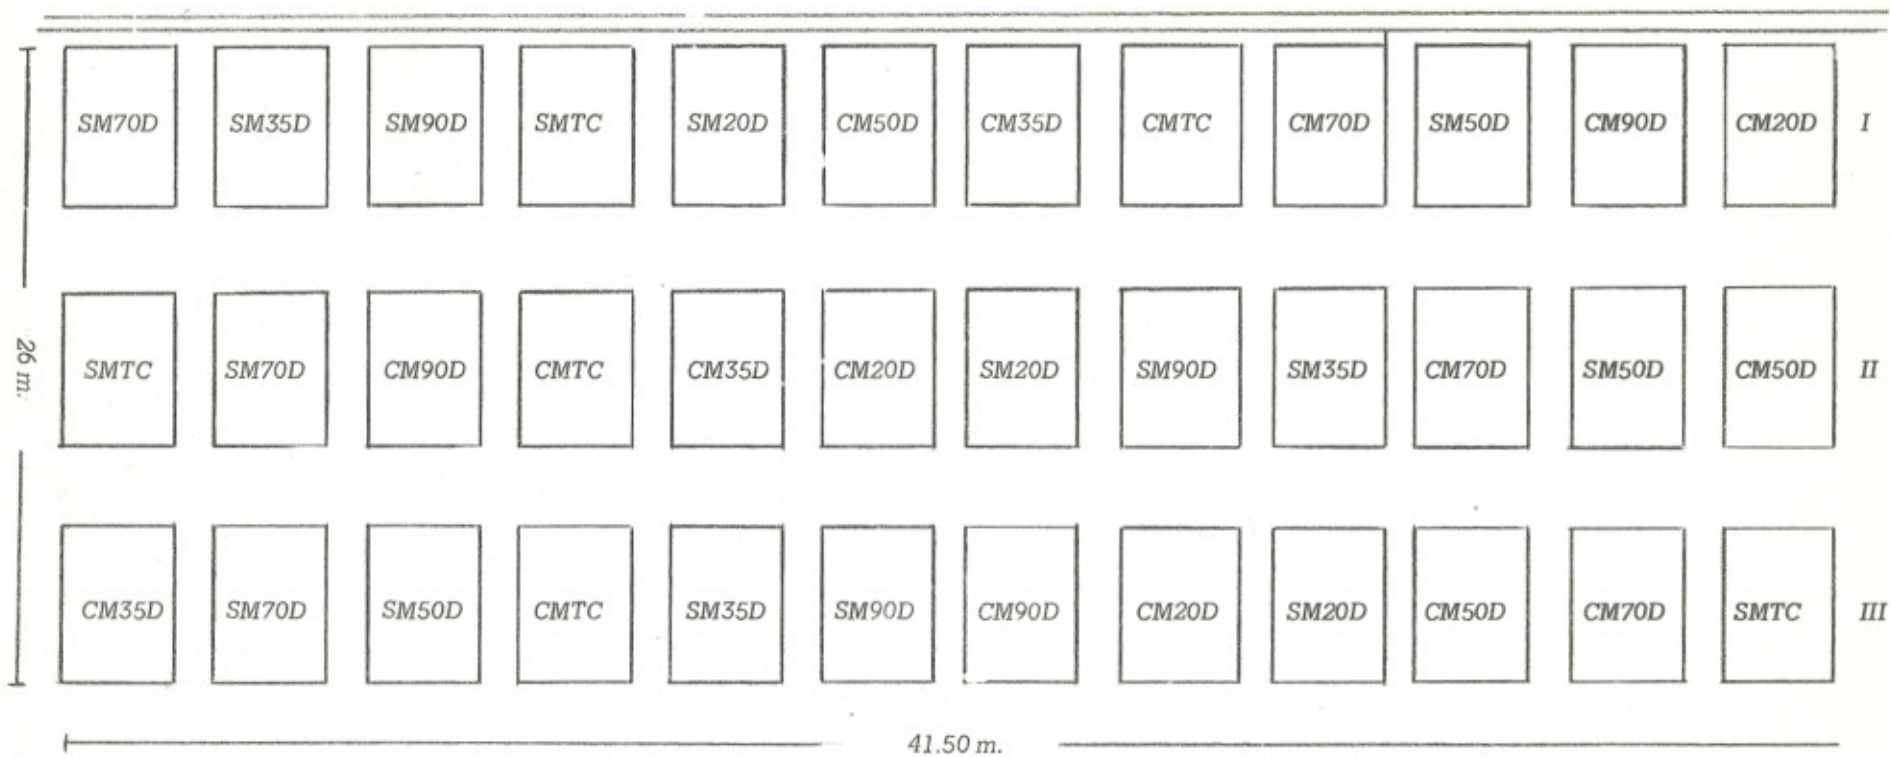 SM70D SM35D SM90D SMTC SM20D CM50D CM35D CMTC CM70D SM50D CM90D CM20D I
SMTC SM70D CM90D CMTC CM35D CM20D SM20D SM90D SM35D CM70D SM50D CM50D II
26 m.
CM35D SM70D SM50D CMTC SM35D SM90D CM90D CM20D SM20D CM50D CM70D SMTC III
41.50 m.